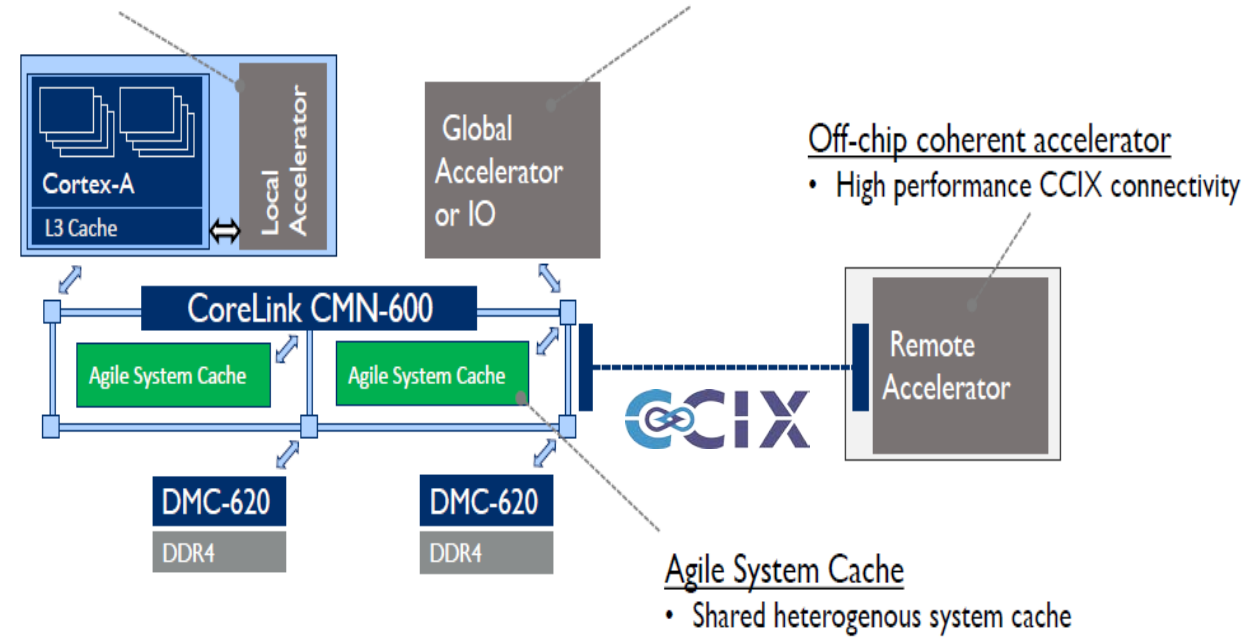 Cortex-A
L3 Cache
Local
Accelerator
Global
Accelerator
or IO
Off-chip coherent accelerator
• High performance CCIX connectivity
CoreLink CMN-600
Agile System Cache
Agile System Cache
Remote
Accelerator
CCIX
DMC-620
DDR4
DMC-620
DDR4
Agile System Cache
• Shared heterogenous system cache